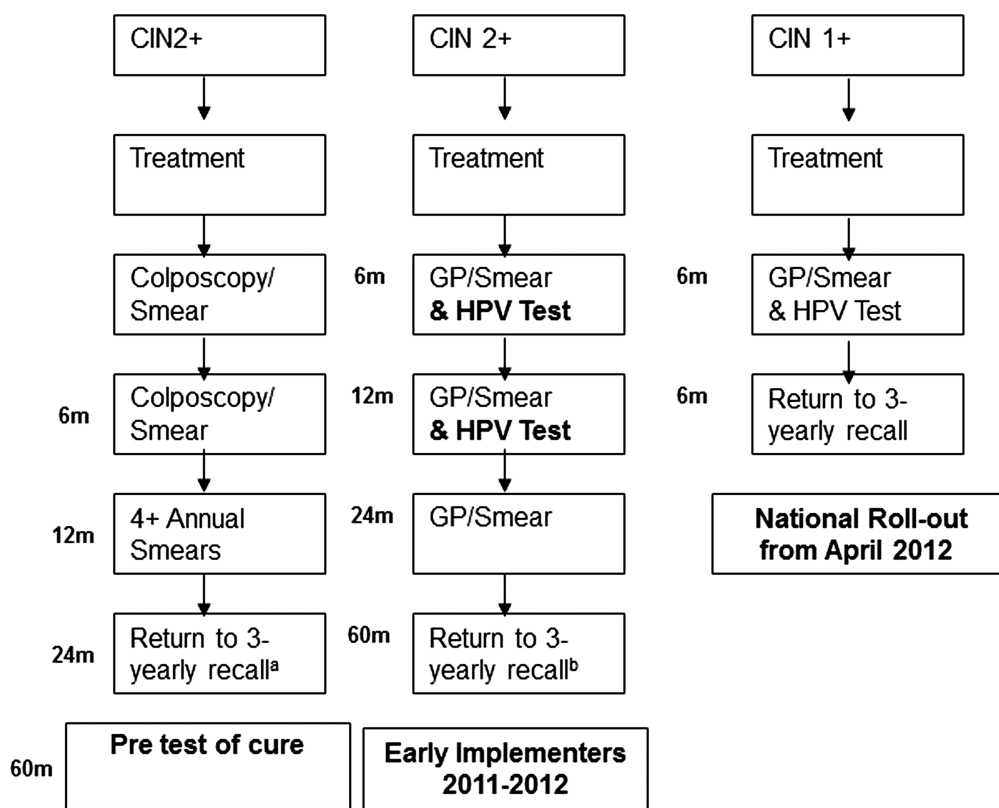 CIN2+
Treatment
Colposcopy/
Smear
6m
Colposcopy/
Smear
12m
4+ Annual
Smears
24m
Return to 3-
yearly recallᵃ
60m
Pre test of cure
CIN 2+
Treatment
6m
GP/Smear
& HPV Test
12m
GP/Smear
& HPV Test
24m
GP/Smear
60m
Return to 3-
yearly recallᵇ
Early Implementers
2011-2012
CIN 1+
Treatment
6m
GP/Smear
& HPV Test
6m
Return to 3-
yearly recall
National Roll-out
from April 2012